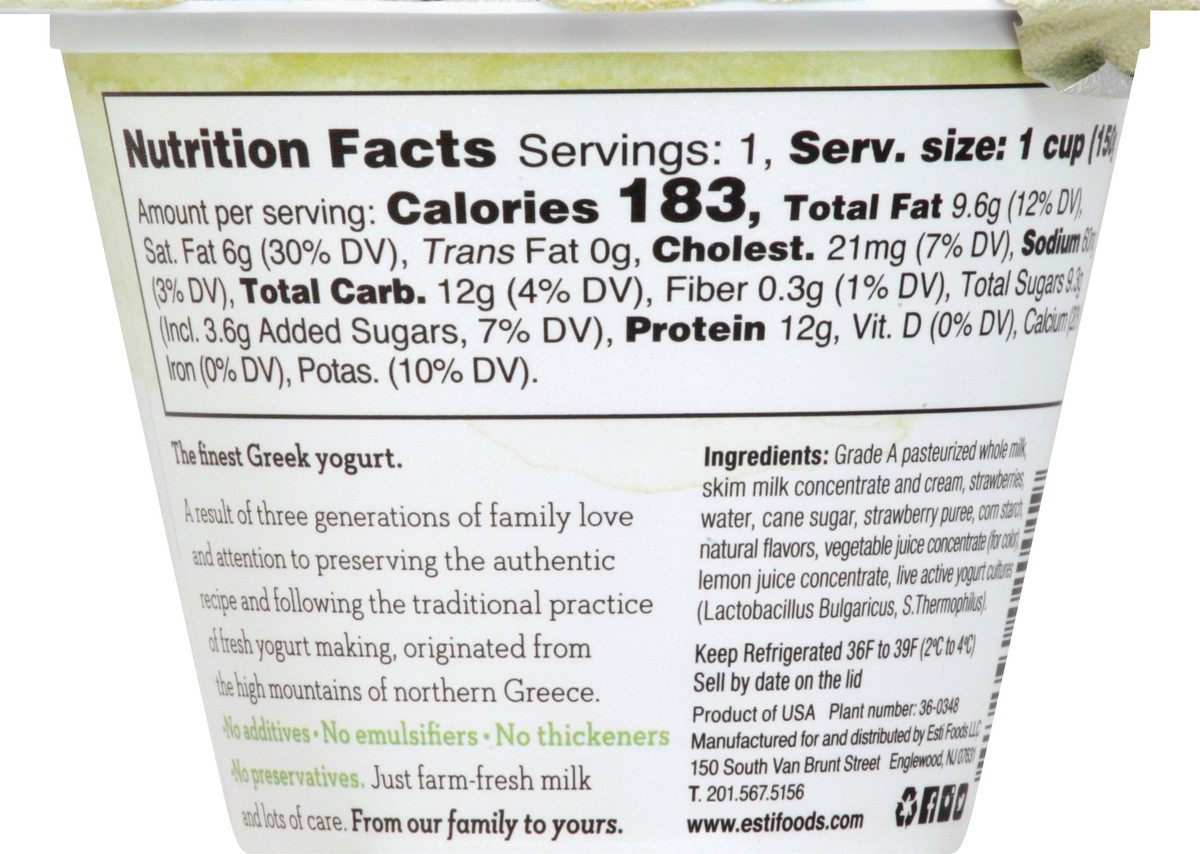 Nutrition Facts Servings: 1, Serv. size: 1 cup (150
Amount per serving: Calories 183, Total Fat 9.6g (12% DV),
Sat. Fat 6g (30% DV), Trans Fat 0g, Cholest. 21mg (7% DV), Sodium
(3% DV), Total Carb. 12g (4% DV), Fiber 0.3g (1% DV), Total Sugars 9.3g
(Incl. 3.6g Added Sugars, 7% DV), Protein 12g, Vit. D (0% DV), Calcium
Iron (0% DV), Potas. (10% DV).
The finest Greek yogurt.
A result of three generations of family love
and attention to preserving the authentic
recipe and following the traditional practice
of fresh yogurt making, originated from
the high mountains of northern Greece.
•No additives • No emulsifiers • No thickeners
•No preservatives. Just farm-fresh milk
and lots of care. From our family to yours.
Ingredients: Grade A pasteurized whole milk,
skim milk concentrate and cream, strawberries,
water, cane sugar, strawberry puree, corn starch,
natural flavors, vegetable juice concentrate (for color),
lemon juice concentrate, live active yogurt cultures
(Lactobacillus Bulgaricus, S.Thermophilus).
Keep Refrigerated 36F to 39F (2ºC to 4ºC)
Sell by date on the lid
Product of USA Plant number: 36-0348
Manufactured for and distributed by Esti Foods LLC
150 South Van Brunt Street Englewood, NJ 07631
T. 201.567.5156
www.estifoods.com